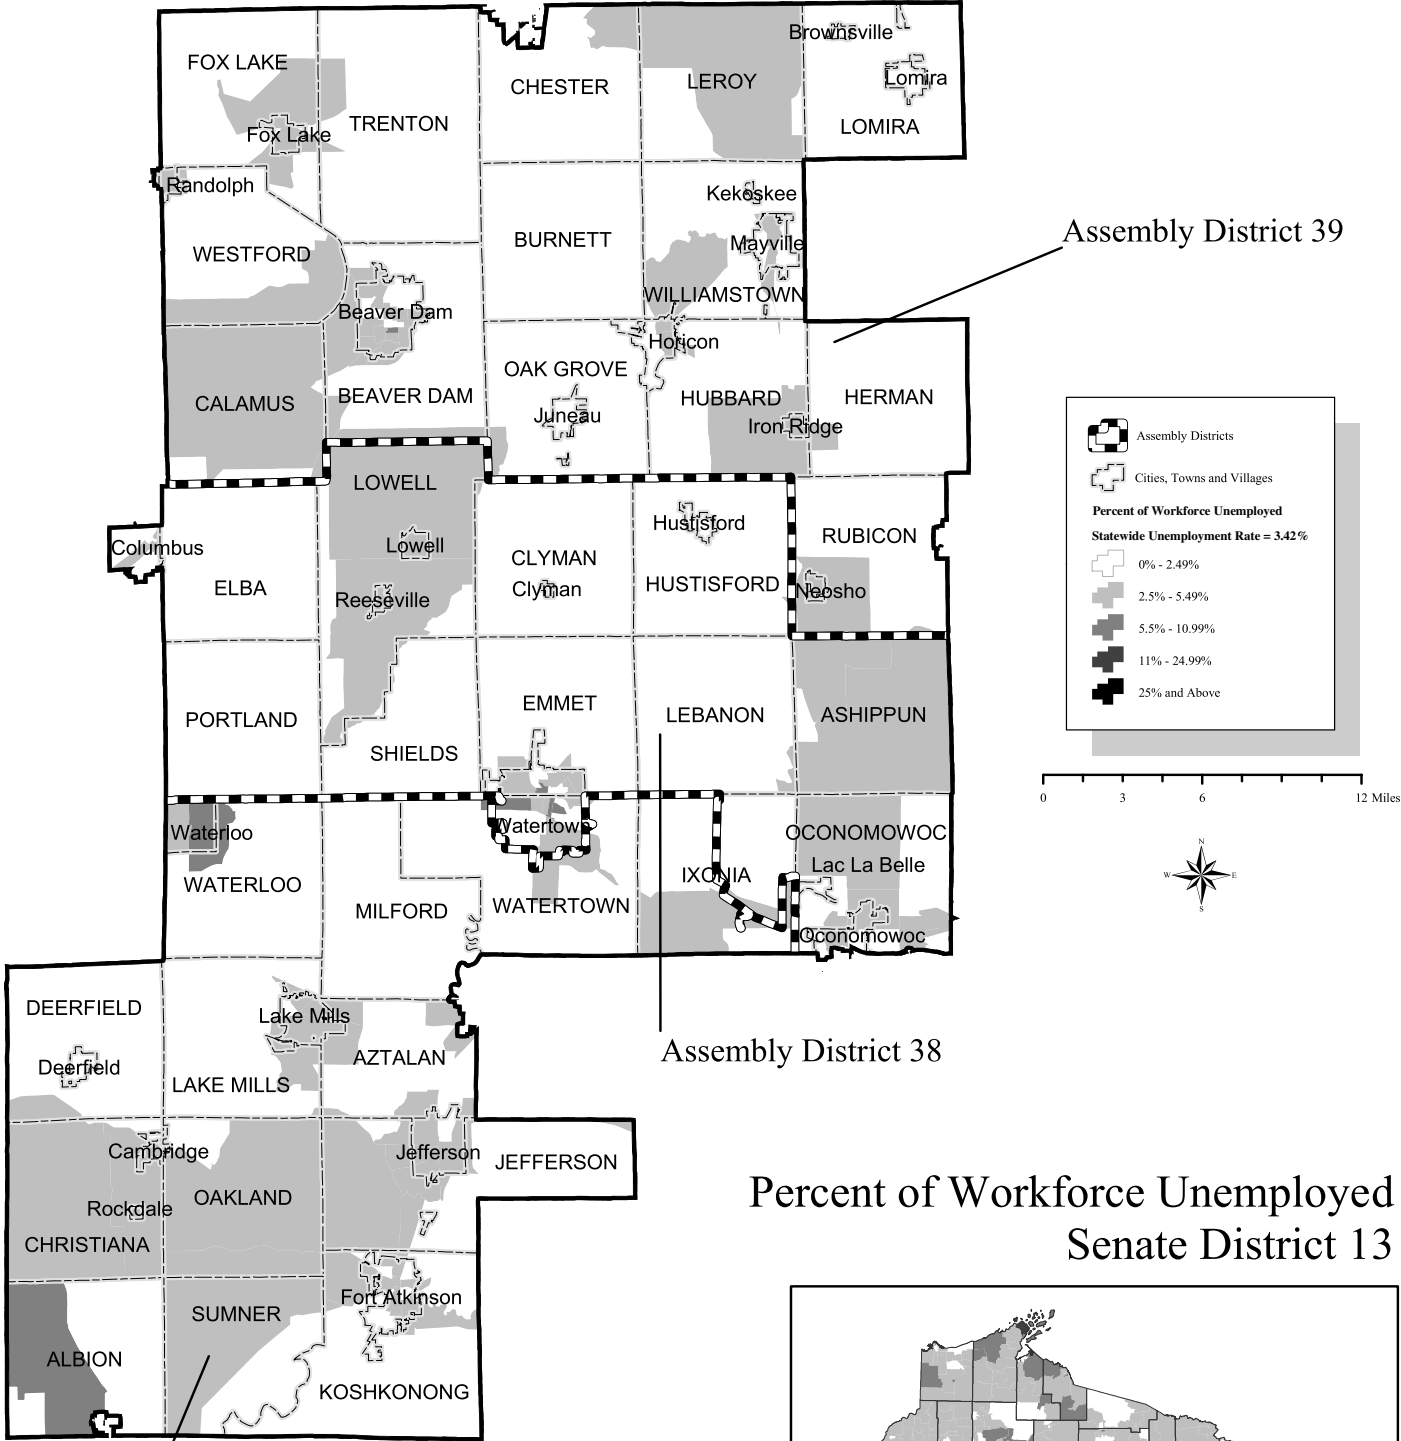 FOX LAKE
CHESTER
LEROY
Brownsville
Lomira
LOMIRA
TRENTON
Fox Lake
Randolph
Kekoskee
WESTFORD
BURNETT
Mayville
WILLIAMSTOWN
Assembly District 39
Beaver Dam
Horicon
OAK GROVE
CALAMUS
BEAVER DAM
HUBBARD
HERMAN
Juneau
Iron Ridge
LOWELL
Hustisford
RUBICON
Columbus
Lowell
CLYMAN
Clyman
HUSTISFORD
Neosho
ELBA
Reeseville
Assembly Districts
Cities, Towns and Villages
Percent of Workforce Unemployed
Statewide Unemployment Rate = 3.42%
0% - 2.49%
2.5% - 5.49%
5.5% - 10.99%
11% - 24.99%
25% and Above
PORTLAND
EMMET
LEBANON
ASHIPPUN
SHIELDS
0 3 6 12 Miles
Waterloo
Watertown
OCONOMOWOC
Lac La Belle
N
W E
S
WATERLOO
MILFORD
WATERTOWN
IXONIA
Oconomowoc
DEERFIELD
Lake Mills
Deerfield
LAKE MILLS
AZTALAN
Assembly District 38
Cambridge
Jefferson
JEFFERSON
Rockdale
OAKLAND
CHRISTIANA
Percent of Workforce Unemployed
Senate District 13
SUMNER
Fort Atkinson
ALBION
KOSHKONONG